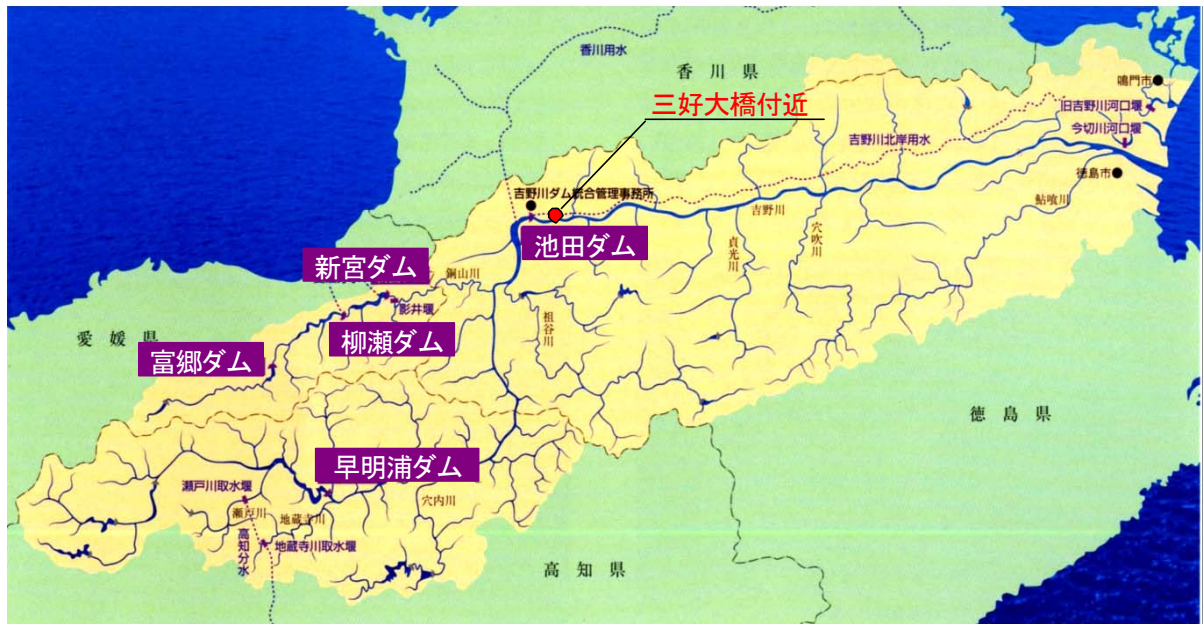 香川用水
香川県
三好大橋付近
鳴門市
旧吉野川河口堰
今切川河口堰
吉野川北岸用水
徳島市
吉野川ダム統合管理事務所
鮎喰川
吉野川
池田ダム
穴吹川
貞光川
新宮ダム
銅山川
影井堰
祖谷川
愛媛県
柳瀬ダム
富郷ダム
徳島県
早明浦ダム
瀬戸川取水堰
穴内川
瀬戸川
地蔵寺川
高知分水
地蔵寺川取水堰
高知県